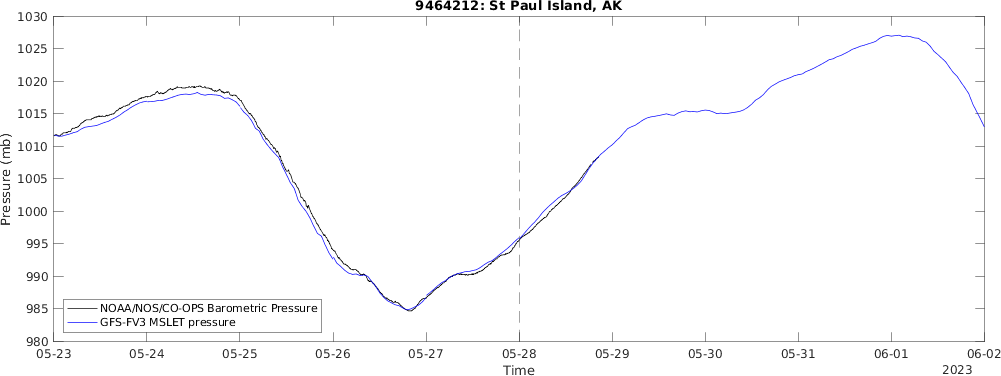 9464212: St Paul Island, AK
1030
1025
1020
1015
1010
1005
1000
995
990
985
980
Pressure (mb)
NOAA/NOS/CO-OPS Barometric Pressure
GFS-FV3 MSLET pressure
05-23 05-24 05-25 05-26 05-27 05-28 05-29 05-30 05-31 06-01 06-02
Time
2023